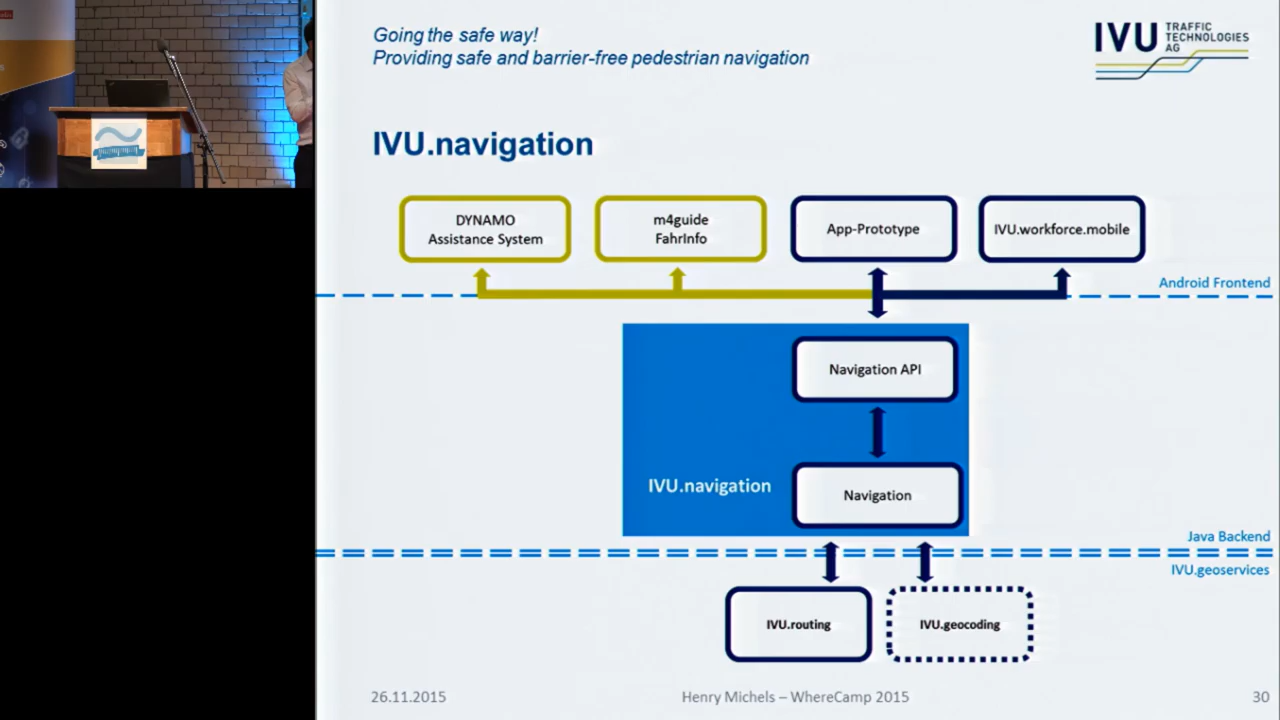 Going the safe way!
Providing safe and barrier-free pedestrian navigation
IVU TRAFFIC
TECHNOLOGIES
AG
IVU.navigation
DYNAMO
Assistance System
m4guide
FahrInfo
App-Prototype
IVU.workforce.mobile
Android Frontend
Navigation API
IVU.navigation
Navigation
Java Backend
IVU.geoservices
IVU.routing
IVU.geocoding
26.11.2015
Henry Michels – WhereCamp 2015
30